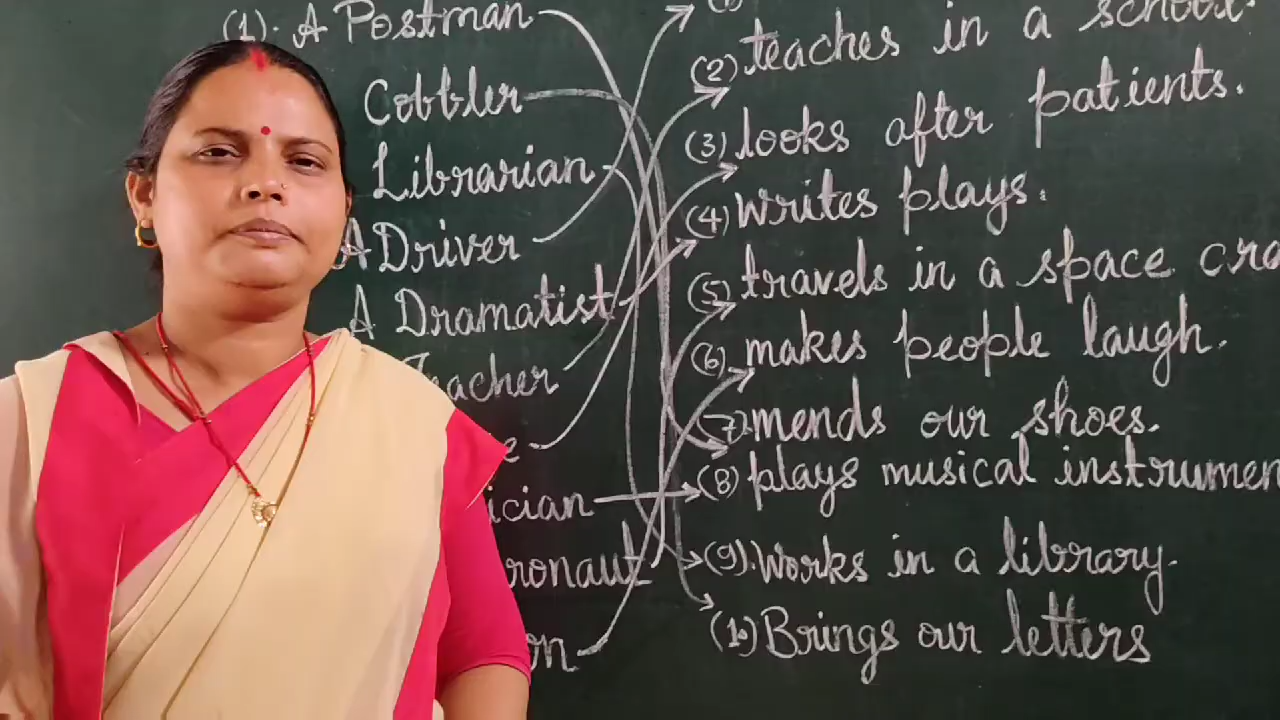 (1). A Postman
Cobbler
Librarian
A Driver
A Dramatist
Teacher
(2) teaches in a school.
(3) looks after patients.
(4) writes plays.
(5) travels in a space
(6) makes people laugh.
(7). mends our shoes.
(8) plays musical
(9). Works in a library.
(10) Brings our letters